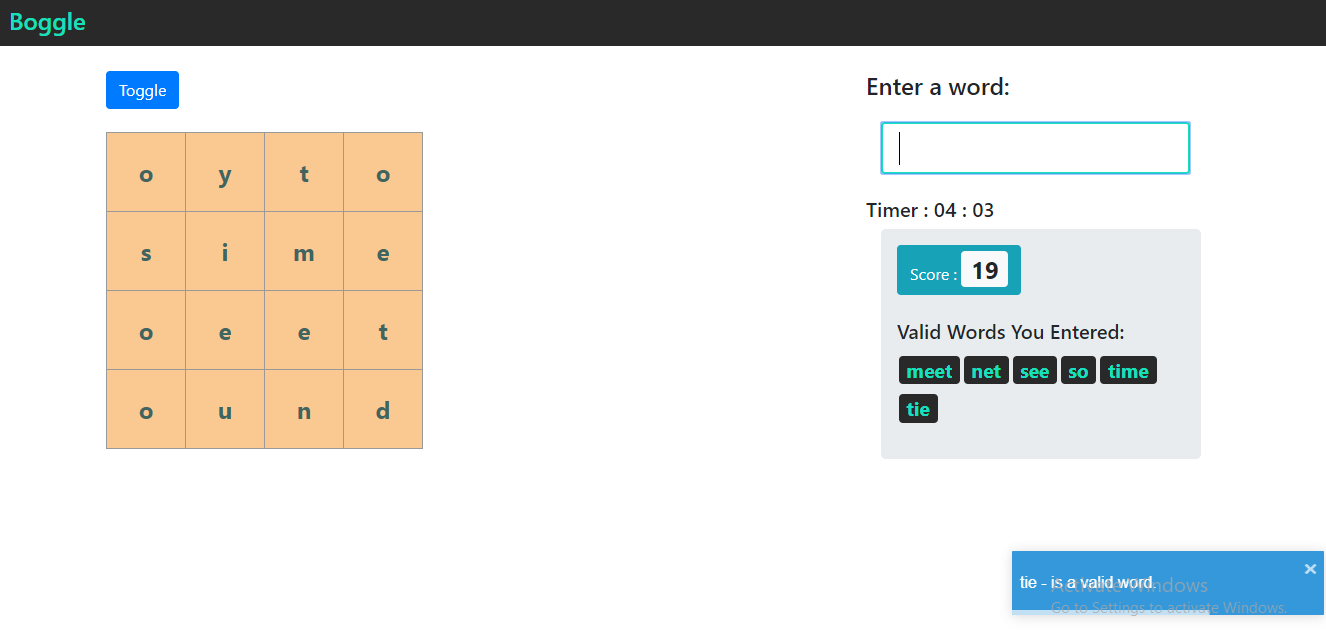 Boggle
Toggle
Enter a word:
o y t o
s i m e
o e e t
o u n d
Timer : 04 : 03
Score : 19
Valid Words You Entered:
meet net see so time
tie
tie - is a valid word.
×
Activate Windows
Go to Settings to activate Windows.